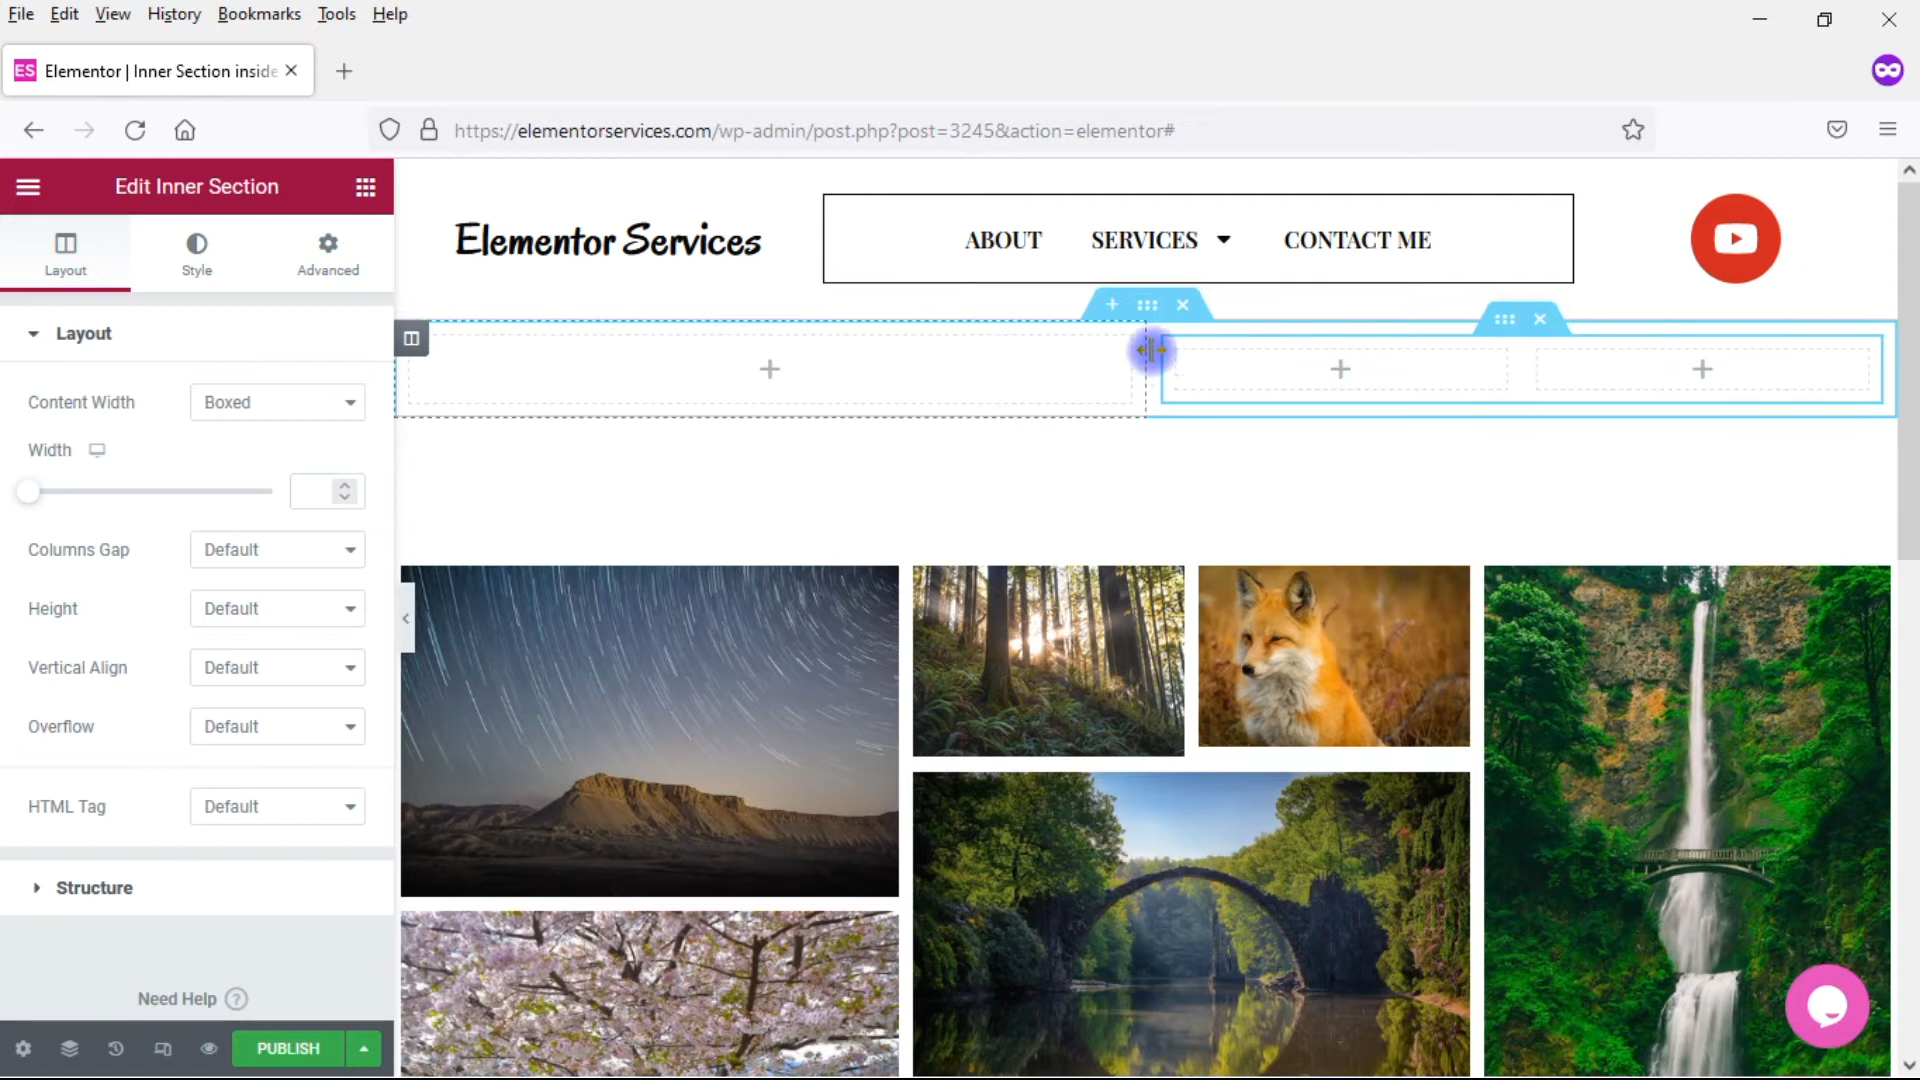 File Edit View History Bookmarks Tools Help
ES Elementor | Inner Section inside
https://elementorservices.com/wp-admin/post.php?post=3245&action=elementor#
Edit Inner Section
Layout
Style
Advanced
Layout
Content Width Boxed
Width
Columns Gap Default
Height Default
Vertical Align Default
Overflow Default
HTML Tag Default
Structure
Need Help ?
PUBLISH
Elementor Services
ABOUT SERVICES CONTACT ME